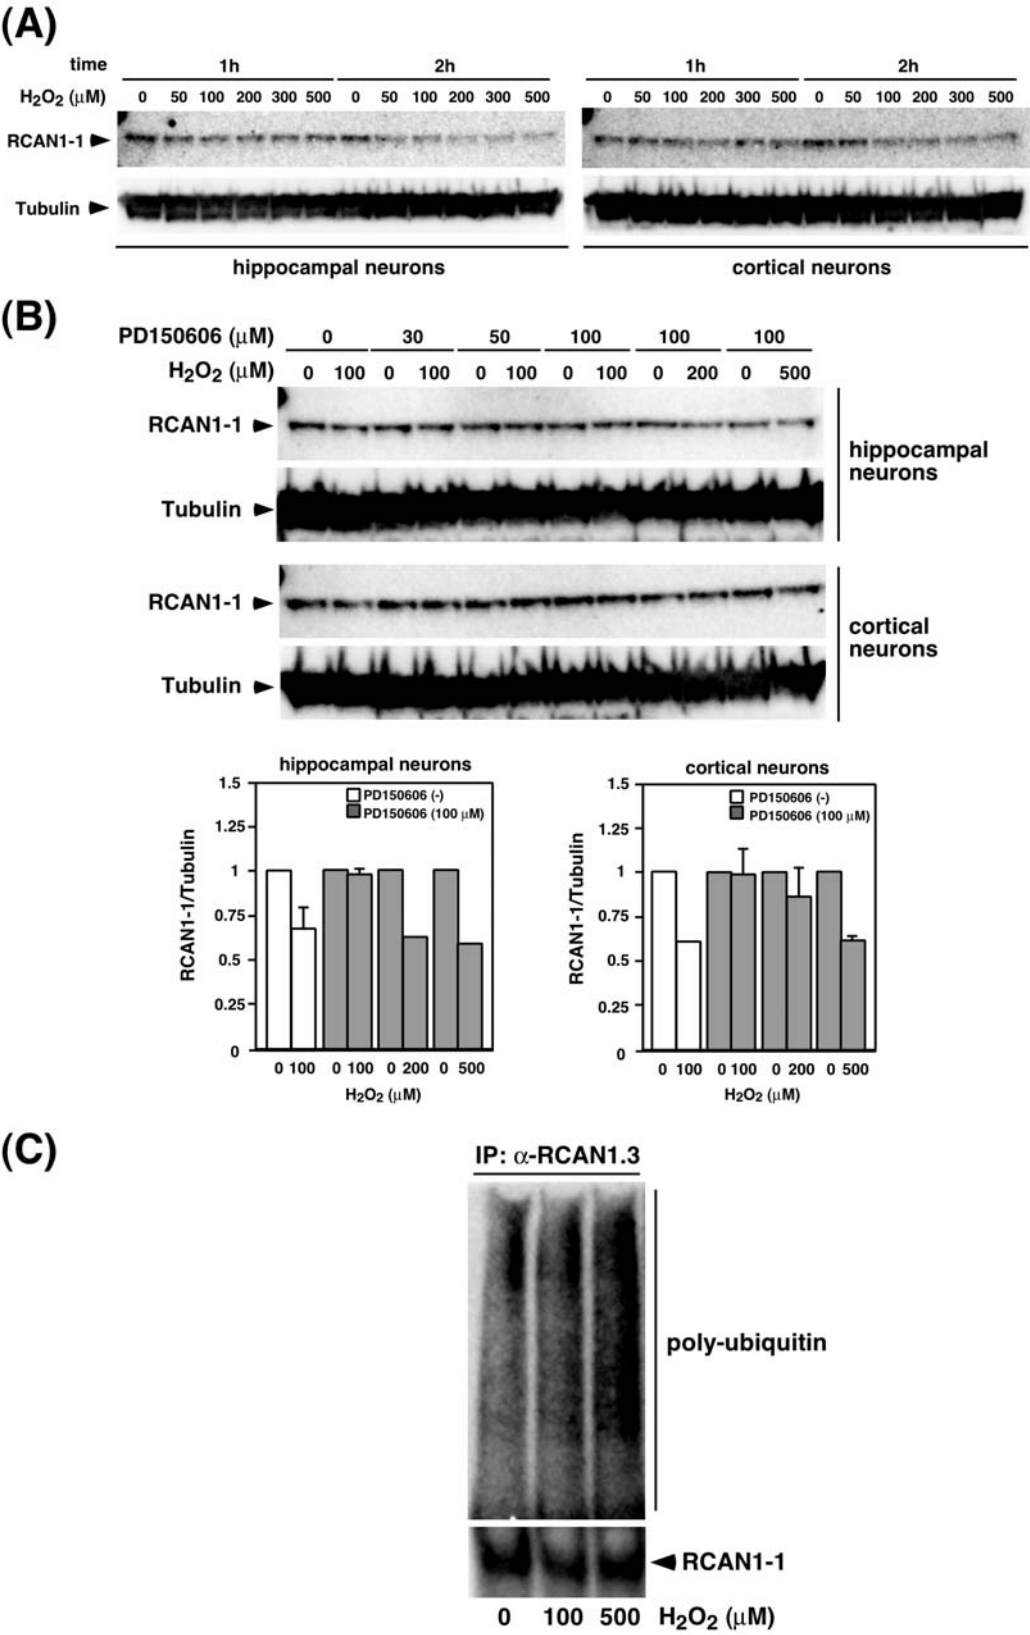 (A)
time 1h 2h 1h 2h
H2O2 (μM) 0 50 100 200 300 500 0 50 100 200 300 500 0 50 100 200 300 500 0 50 100 200 300 500
RCAN1-1
Tubulin
hippocampal neurons cortical neurons
(B)
PD150606 (μM) 0 30 50 100 100 100
H2O2 (μM) 0 100 0 100 0 100 0 100 0 200 0 500
RCAN1-1
hippocampal
neurons
Tubulin
RCAN1-1
cortical
neurons
Tubulin
hippocampal neurons
PD150606 (-)
PD150606 (100 μM)
RCAN1-1/Tubulin
1.5
1.25
1
0.75
0.5
0.25
0
0 100 0 100 0 200 0 500
H2O2 (μM)
cortical neurons
PD150606 (-)
PD150606 (100 μM)
RCAN1-1/Tubulin
1.5
1.25
1
0.75
0.5
0.25
0
0 100 0 100 0 200 0 500
H2O2 (μM)
(C)
IP: α-RCAN1.3
poly-ubiquitin
RCAN1-1
0 100 500 H2O2 (μM)